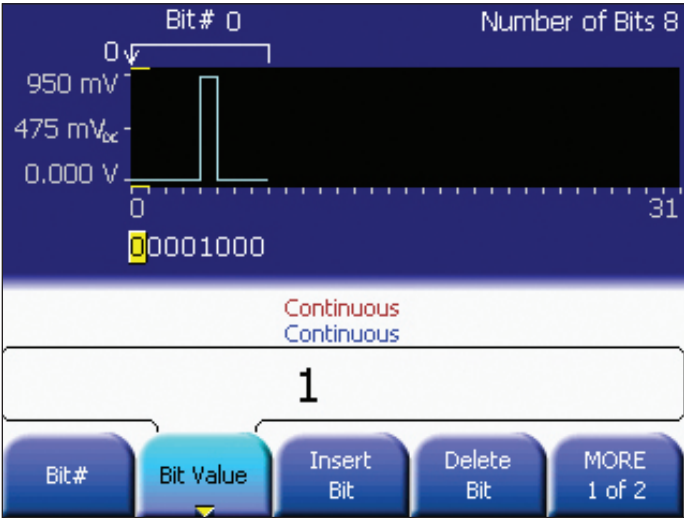 Bit# 0 Number of Bits 8
0
950 mV
475 mVDC
0.000 V
0 31
00001000
Continuous
Continuous
1
Bit# Bit Value Insert Bit Delete Bit MORE 1 of 2